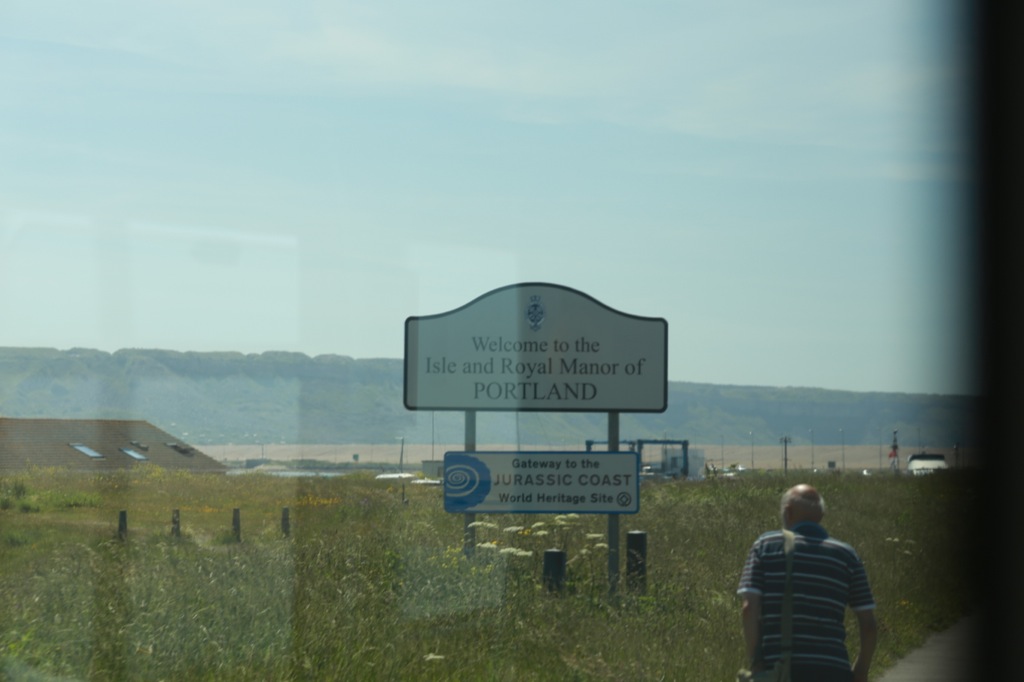 Welcome to the
Isle and Royal Manor of
PORTLAND
Gateway to the
JURASSIC COAST
World Heritage Site